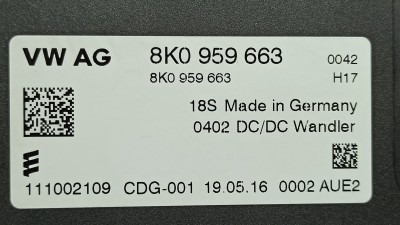 VW AG 8K0 959 663 0042
8K0 959 663 H17
18S Made in Germany
0402 DC/DC Wandler
111002109 CDG-001 19.05.16 0002 AUE2